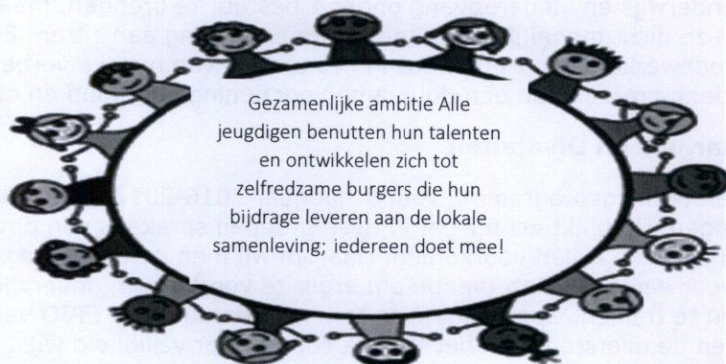 Gezamenlijke ambitie Alle
jeugdigen benutten hun talenten
en ontwikkelen zich tot
zelfredzame burgers die hun
bijdrage leveren aan de lokale
samenleving; iedereen doet mee!